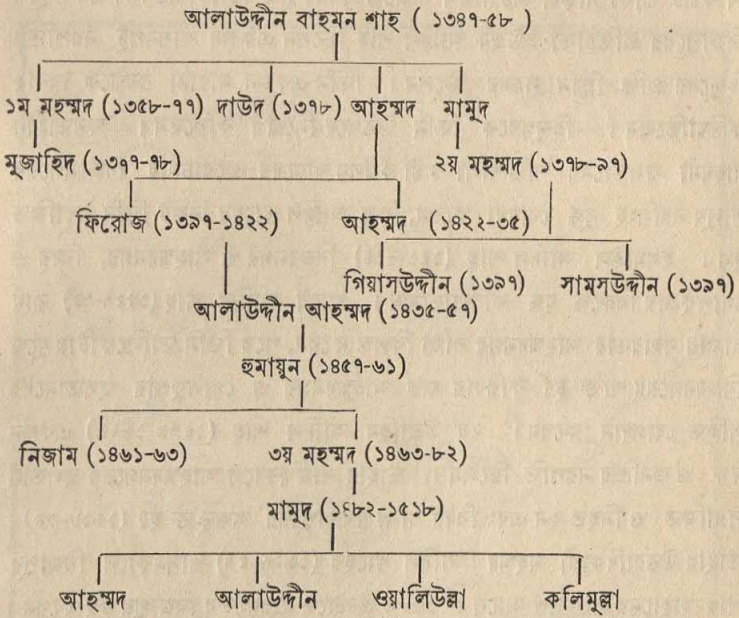 আলাউদ্দীন বাহমন শাহ ( ১৩৪৭-৫৮ )
১ম মহম্মদ (১৩৫৮-৭৭) দাউদ (১৩৭৮) আহম্মদ মামুদ
মুজাহিদ (১৩৭৭-৭৮) ২য় মহম্মদ (১৩৭৮-৯৭)
ফিরোজ (১৩৯৭-১৪২২) আহম্মদ (১৪২২-৩৫)
গিয়াসউদ্দীন (১৩৯৭) সামসউদ্দীন (১৩৯৭)
আলাউদ্দীন আহম্মদ (১৪৩৫-৫৭)
হুমায়ুন (১৪৫৭-৬১)
নিজাম (১৪৬১-৬৩) ৩য় মহম্মদ (১৪৬৩-৮২)
মামুদ (১৪৮২-১৫১৮)
আহম্মদ আলাউদ্দীন ওয়ালিউল্লা কলিমুল্লা